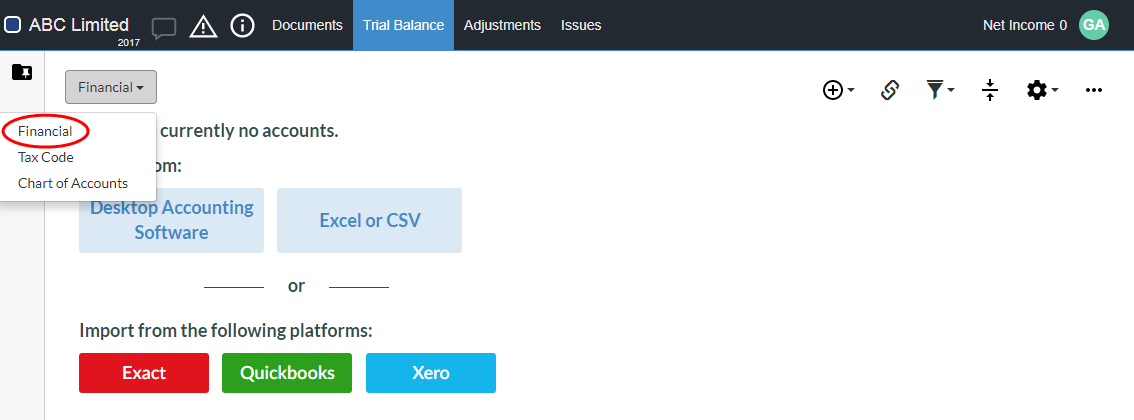 ABC Limited
2017
Documents
Trial Balance
Adjustments
Issues
Net Income 0
GA
Financial
Financial
Tax Code
Chart of Accounts
currently no accounts.
om:
Desktop Accounting
Software
Excel or CSV
or
Import from the following platforms:
Exact
Quickbooks
Xero